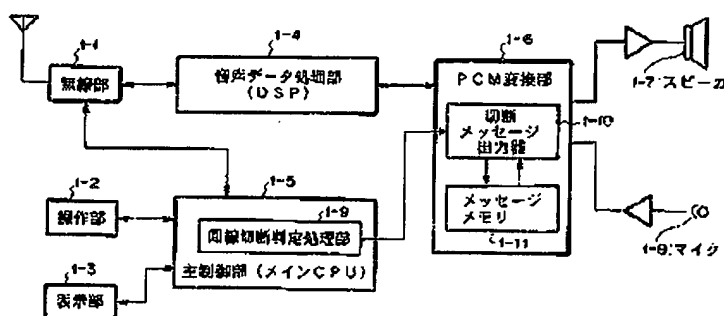 1-1
無線部
1-4
音声データ処理部
(DSP)
1-6
PCM変換部
切断
メッセージ
出力器
1-10
メッセージ
メモリ
1-11
1-7:スピーカ
マイク
1-2
操作部
1-5
1-9
回線切断判定処理部
主制御部(メインCPU)
1-3
表示部